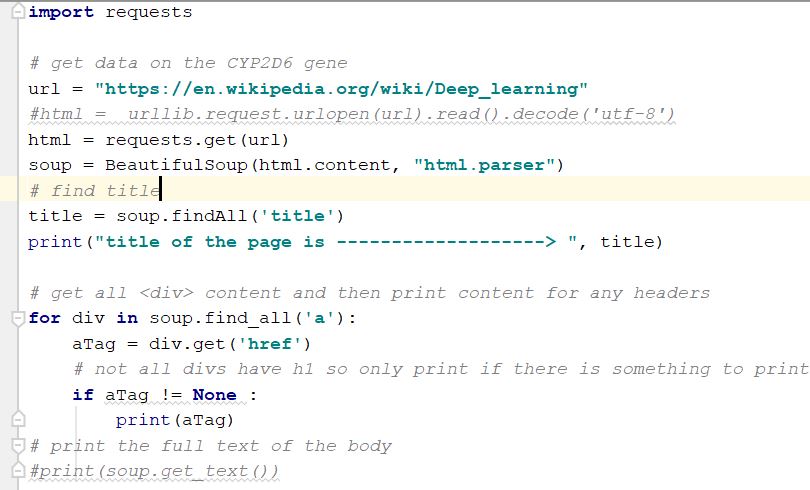 import requests
# get data on the CYP2D6 gene
url = "https://en.wikipedia.org/wiki/Deep_learning"
#html =  urllib.request.urlopen(url).read().decode('utf-8')
html = requests.get(url)
soup = BeautifulSoup(html.content, "html.parser")
# find title
title = soup.findAll('title')
print("title of the page is -------------------> ", title)
# get all <div> content and then print content for any headers
for div in soup.find_all('a'):
    aTag = div.get('href')
    # not all divs have h1 so only print if there is something to print
    if aTag != None :
        print(aTag)
# print the full text of the body
#print(soup.get_text())